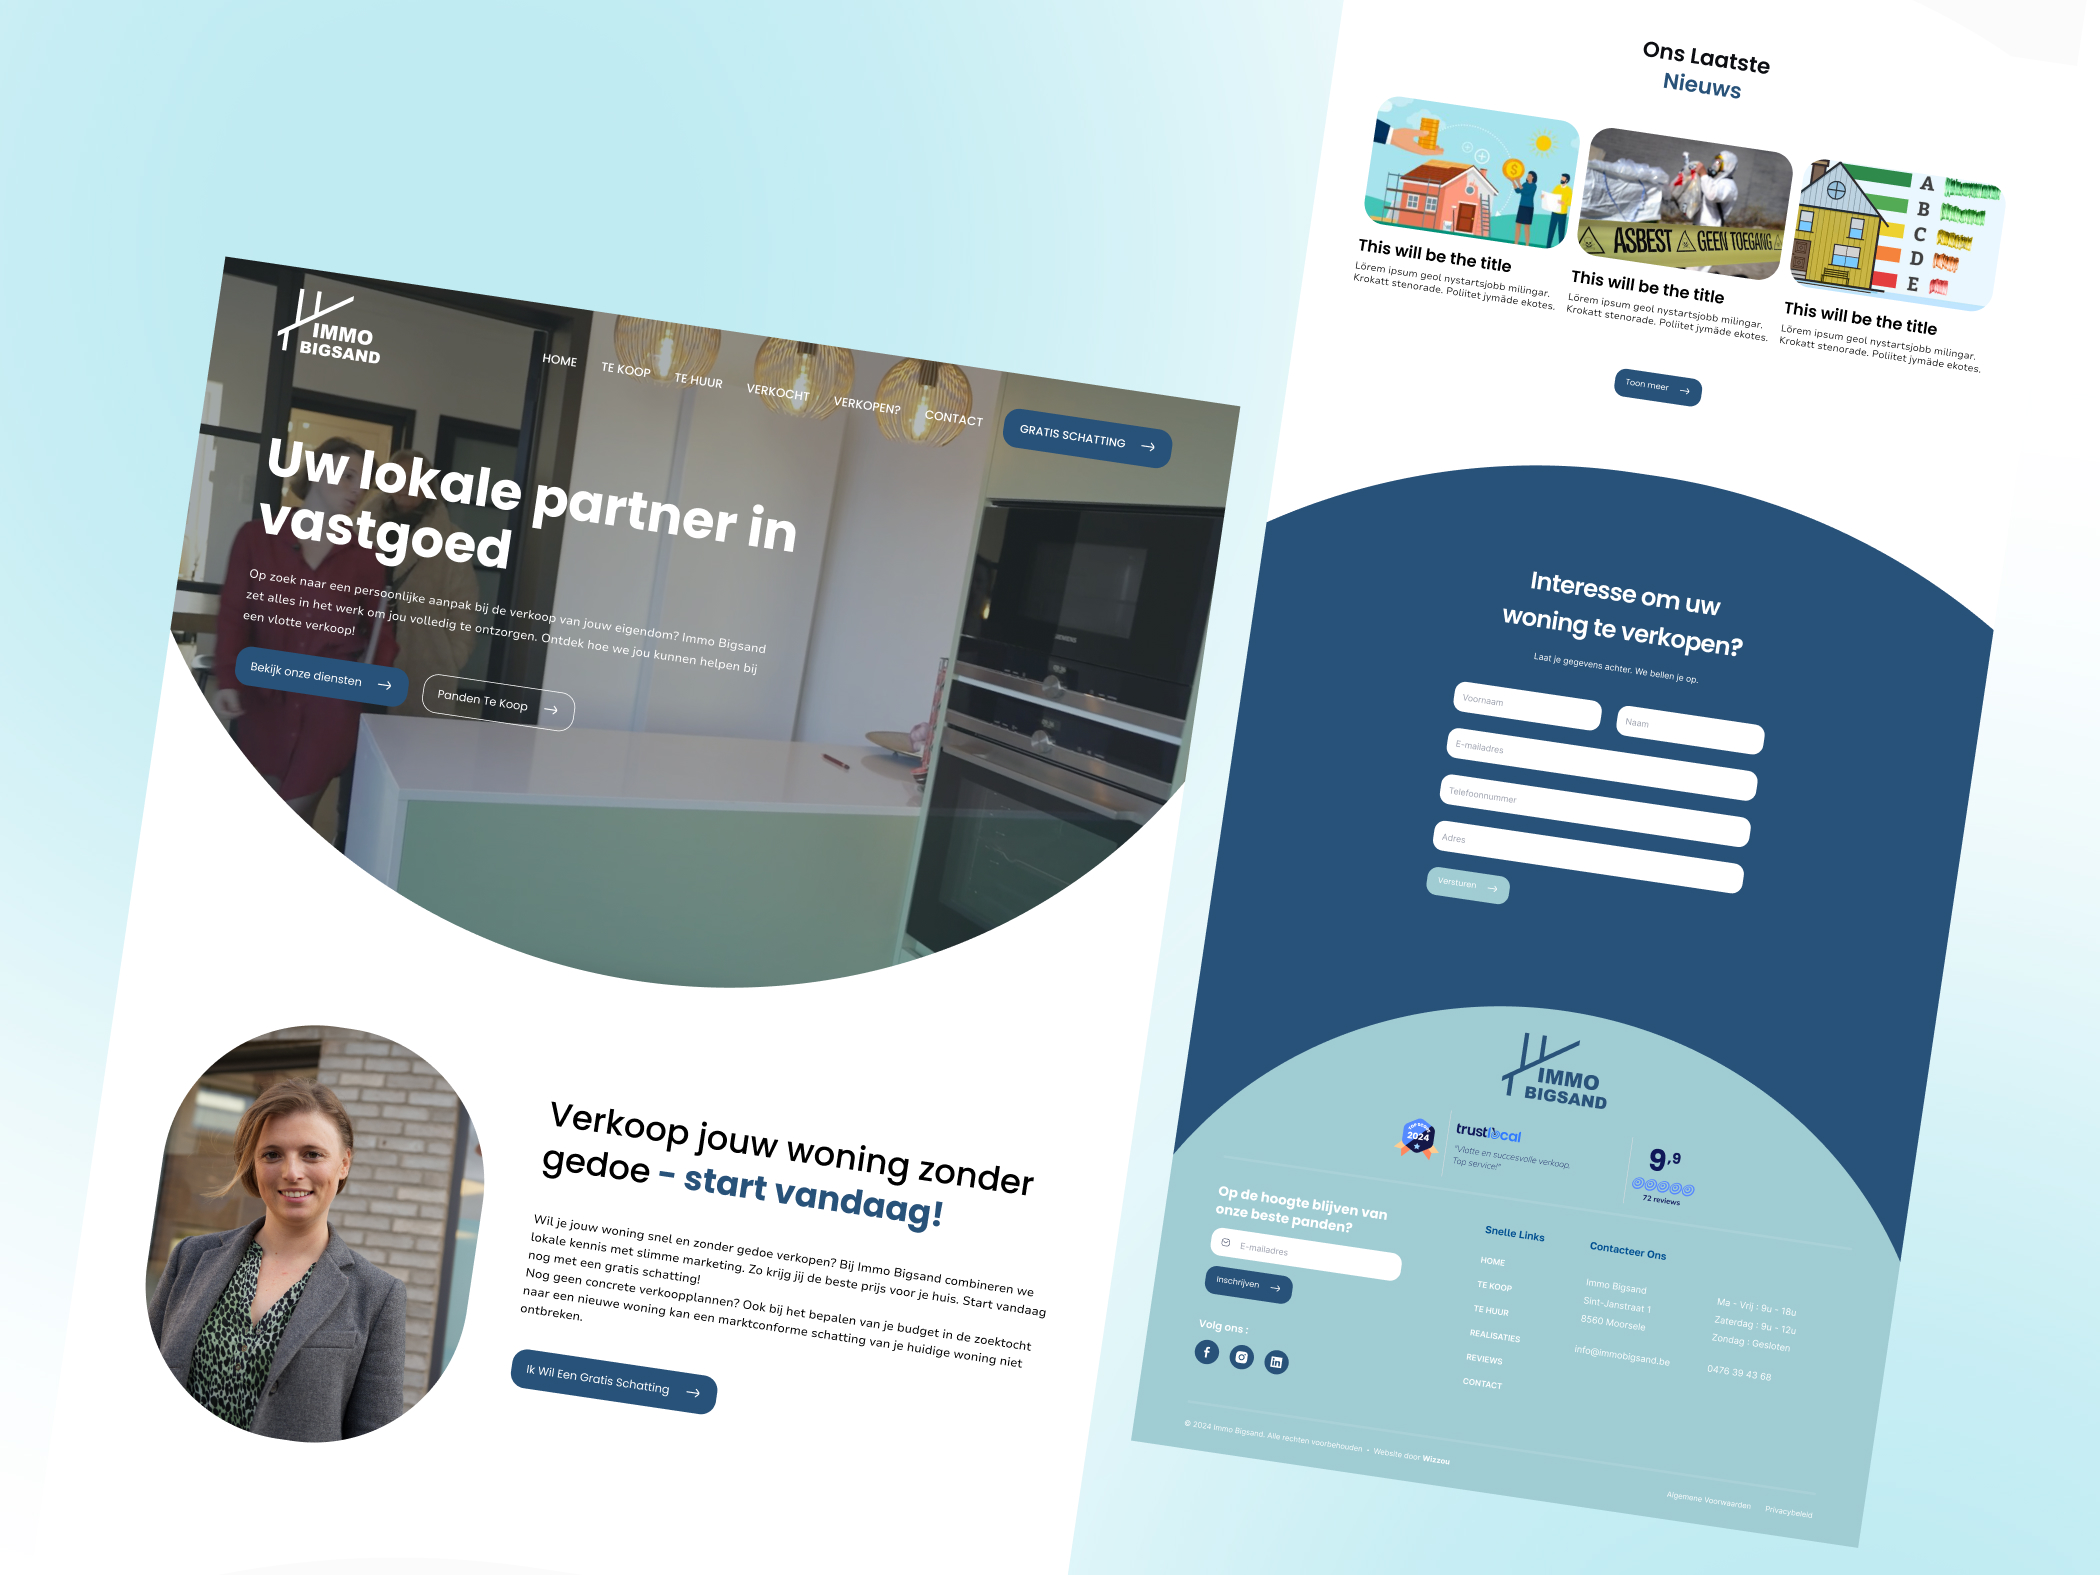 IMMO
BIGSAND
HOME
TE KOOP
TE HUUR
VERKOCHT
VERKOPEN?
CONTACT
GRATIS SCHATTING
Uw lokale partner in
vastgoed
Op zoek naar een persoonlijke aanpak bij de verkoop van jouw eigendom? Immo Bigsand
zet alles in het werk om jou volledig te ontzorgen. Ontdek hoe we jou kunnen helpen bij
een vlotte verkoop!
Bekijk onze diensten
Panden Te Koop
SIEMENS
Verkoop jouw woning zonder
gedoe - start vandaag!
Wil je jouw woning snel en zonder gedoe verkopen? Bij Immo Bigsand combineren we
lokale kennis met slimme marketing. Zo krijg jij de beste prijs voor je huis. Start vandaag
nog met een gratis schatting!
Nog geen concrete verkoopplannen? Ook bij het bepalen van je budget in de zoektocht
naar een nieuwe woning kan een marktconforme schatting van je huidige woning niet
ontbreken.
Ik Wil Een Gratis Schatting
Ons Laatste
Nieuws
$
ASBEST GEEN TOEGANG
A
B
C
D
E
This will be the title
Lörem ipsum geol nystartsjobb milingar.
Krokatt stenorade. Poliitet jymäde ekotes.
This will be the title
Lörem ipsum geol nystartsjobb milingar.
Krokatt stenorade. Poliitet jymäde ekotes.
This will be the title
Lörem ipsum geol nystartsjobb milingar.
Krokatt stenorade. Poliitet jymäde ekotes.
Toon meer
Interesse om uw
woning te verkopen?
Laat je gegevens achter. We bellen je op.
Voornaam
Naam
E-mailadres
Telefoonnummer
Adres
Versturen
IMMO
BIGSAND
2024
trustlocal
"Vlotte en succesvolle verkoop.
Top service!"
9,9
72 reviews
Op de hoogte blijven van
onze beste panden?
E-mailadres
Inschrijven
Volg ons :
Snelle Links
HOME
TE KOOP
TE HUUR
REALISATIES
REVIEWS
CONTACT
Contacteer Ons
Immo Bigsand
Sint-Janstraat 1
8560 Moorsele
info@immobigsand.be
Ma - Vrij : 9u - 18u
Zaterdag : 9u - 12u
Zondag : Gesloten
0476 39 43 68
© 2024 Immo Bigsand. Alle rechten voorbehouden • Website door Wizzou
Algemene Voorwaarden
Privacybeleid